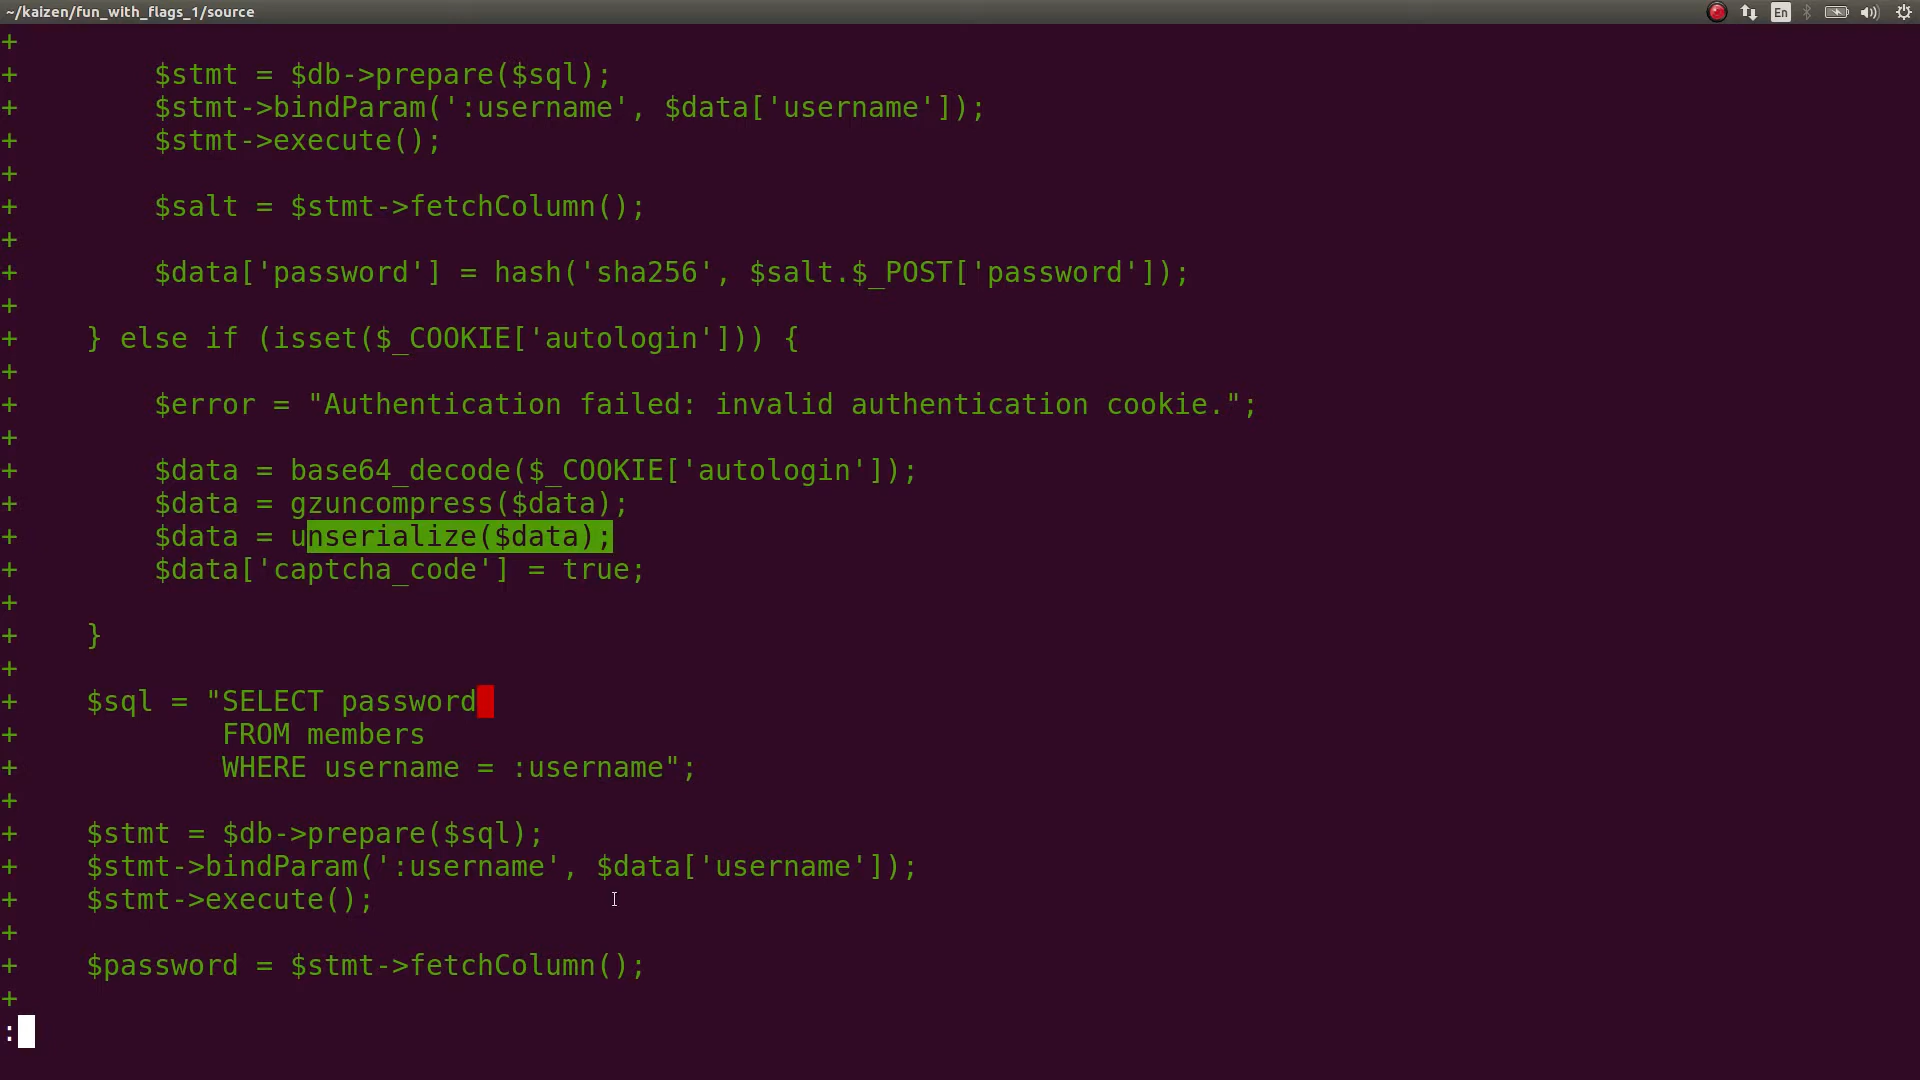 ~/kaizen/fun_with_flags_1/source
En
+
+ $stmt = $db->prepare($sql);
+ $stmt->bindParam(':username', $data['username']);
+ $stmt->execute();
+
+ $salt = $stmt->fetchColumn();
+
+ $data['password'] = hash('sha256', $salt.$_POST['password']);
+
+ } else if (isset($_COOKIE['autologin'])) {
+
+ $error = "Authentication failed: invalid authentication cookie.";
+
+ $data = base64_decode($_COOKIE['autologin']);
+ $data = gzuncompress($data);
+ $data = unserialize($data);
+ $data['captcha_code'] = true;
+
+ }
+
+ $sql = "SELECT password
+ FROM members
+ WHERE username = :username";
+
+ $stmt = $db->prepare($sql);
+ $stmt->bindParam(':username', $data['username']);
+ $stmt->execute();
+
+ $password = $stmt->fetchColumn();
+
: